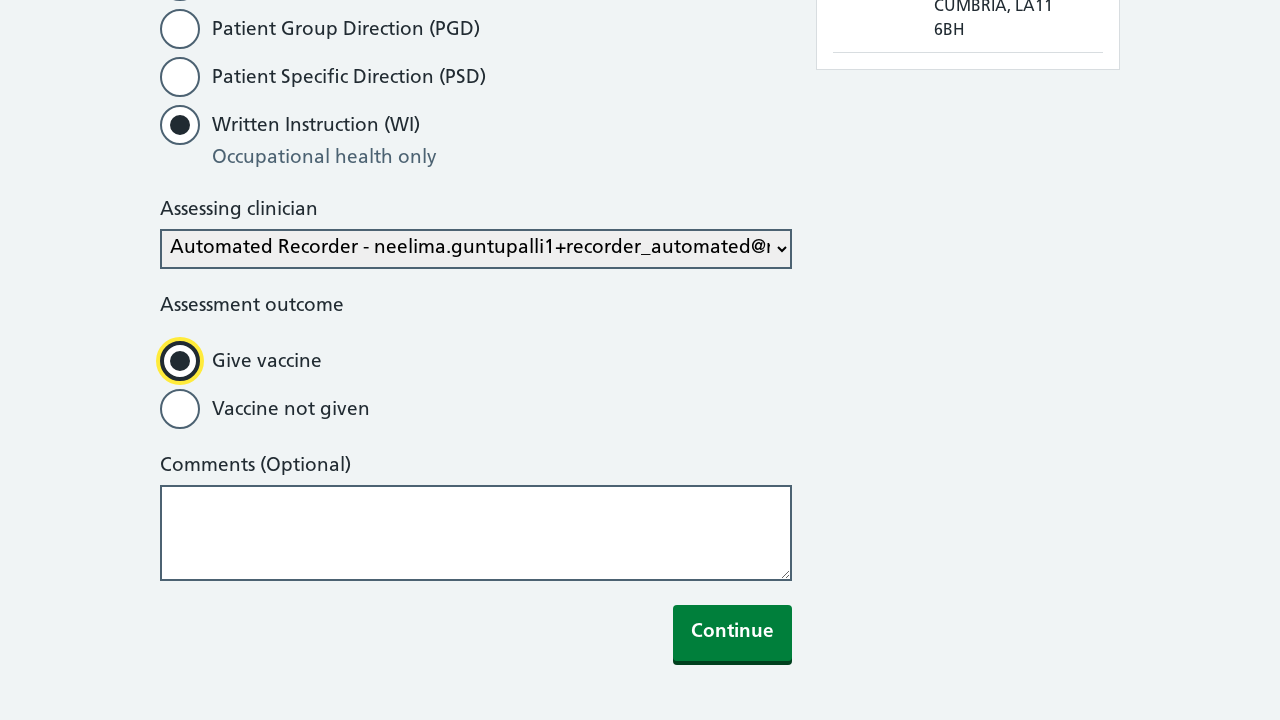 CUMBRIA, LA11
6BH
Patient Group Direction (PGD)
Patient Specific Direction (PSD)
Written Instruction (WI)
Occupational health only
Assessing clinician
Automated Recorder - neelima.guntupalli1+recorder_automated@
Assessment outcome
Give vaccine
Vaccine not given
Comments (Optional)
Continue